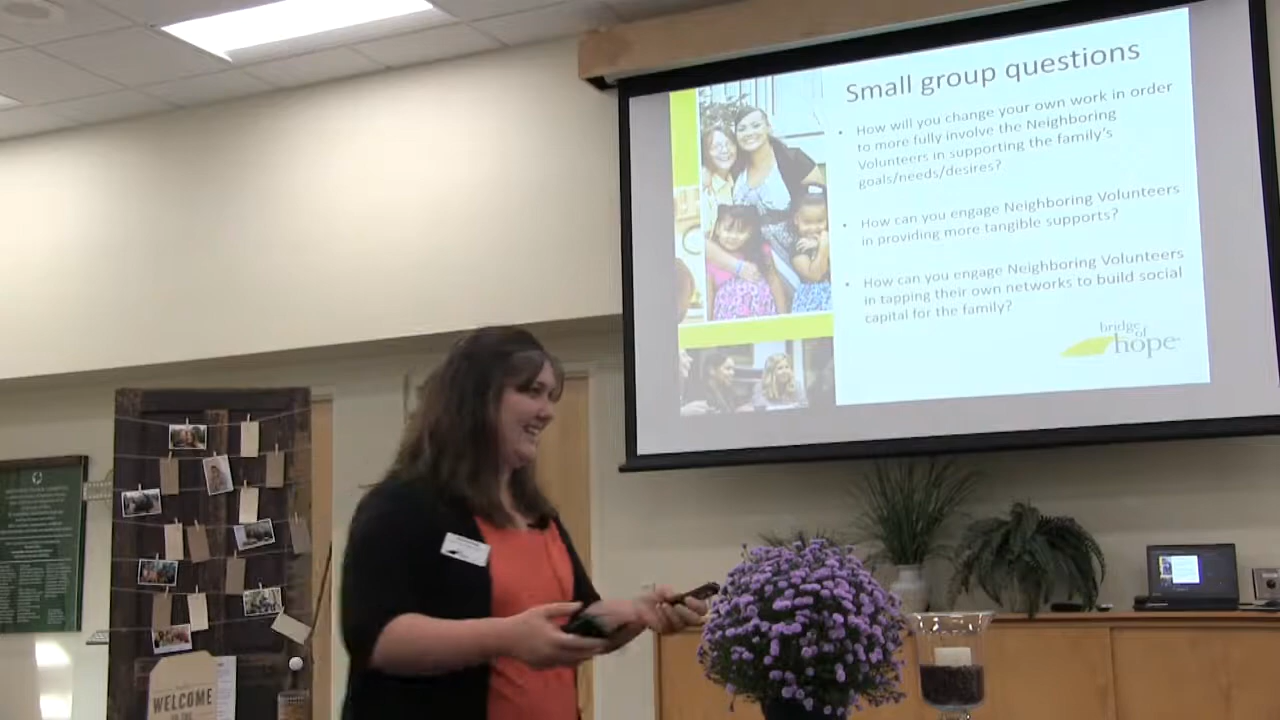 Small group questions
• How will you change your own work in order
to more fully involve the Neighboring
Volunteers in supporting the family's
goals/needs/desires?
• How can you engage Neighboring Volunteers
in providing more tangible supports?
• How can you engage Neighboring Volunteers
in tapping their own networks to build social
capital for the family?
bridge
of
hope
WELCOME